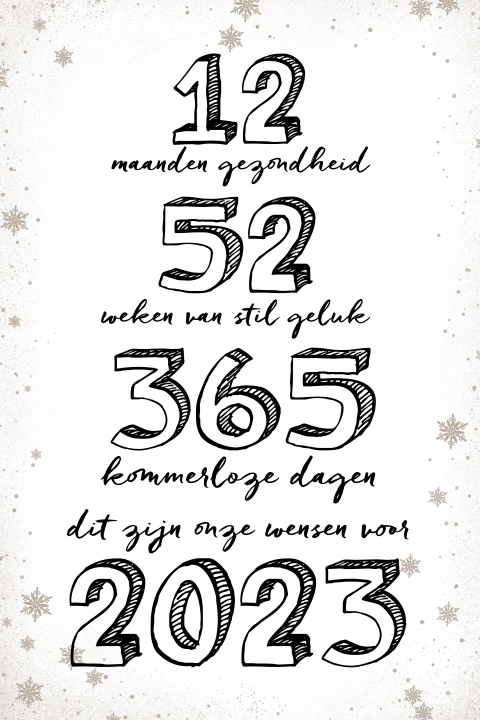 12
maanden gezondheid
52
weken van stil geluk
365
kommerloze dagen
dit zijn onze wensen voor
2023